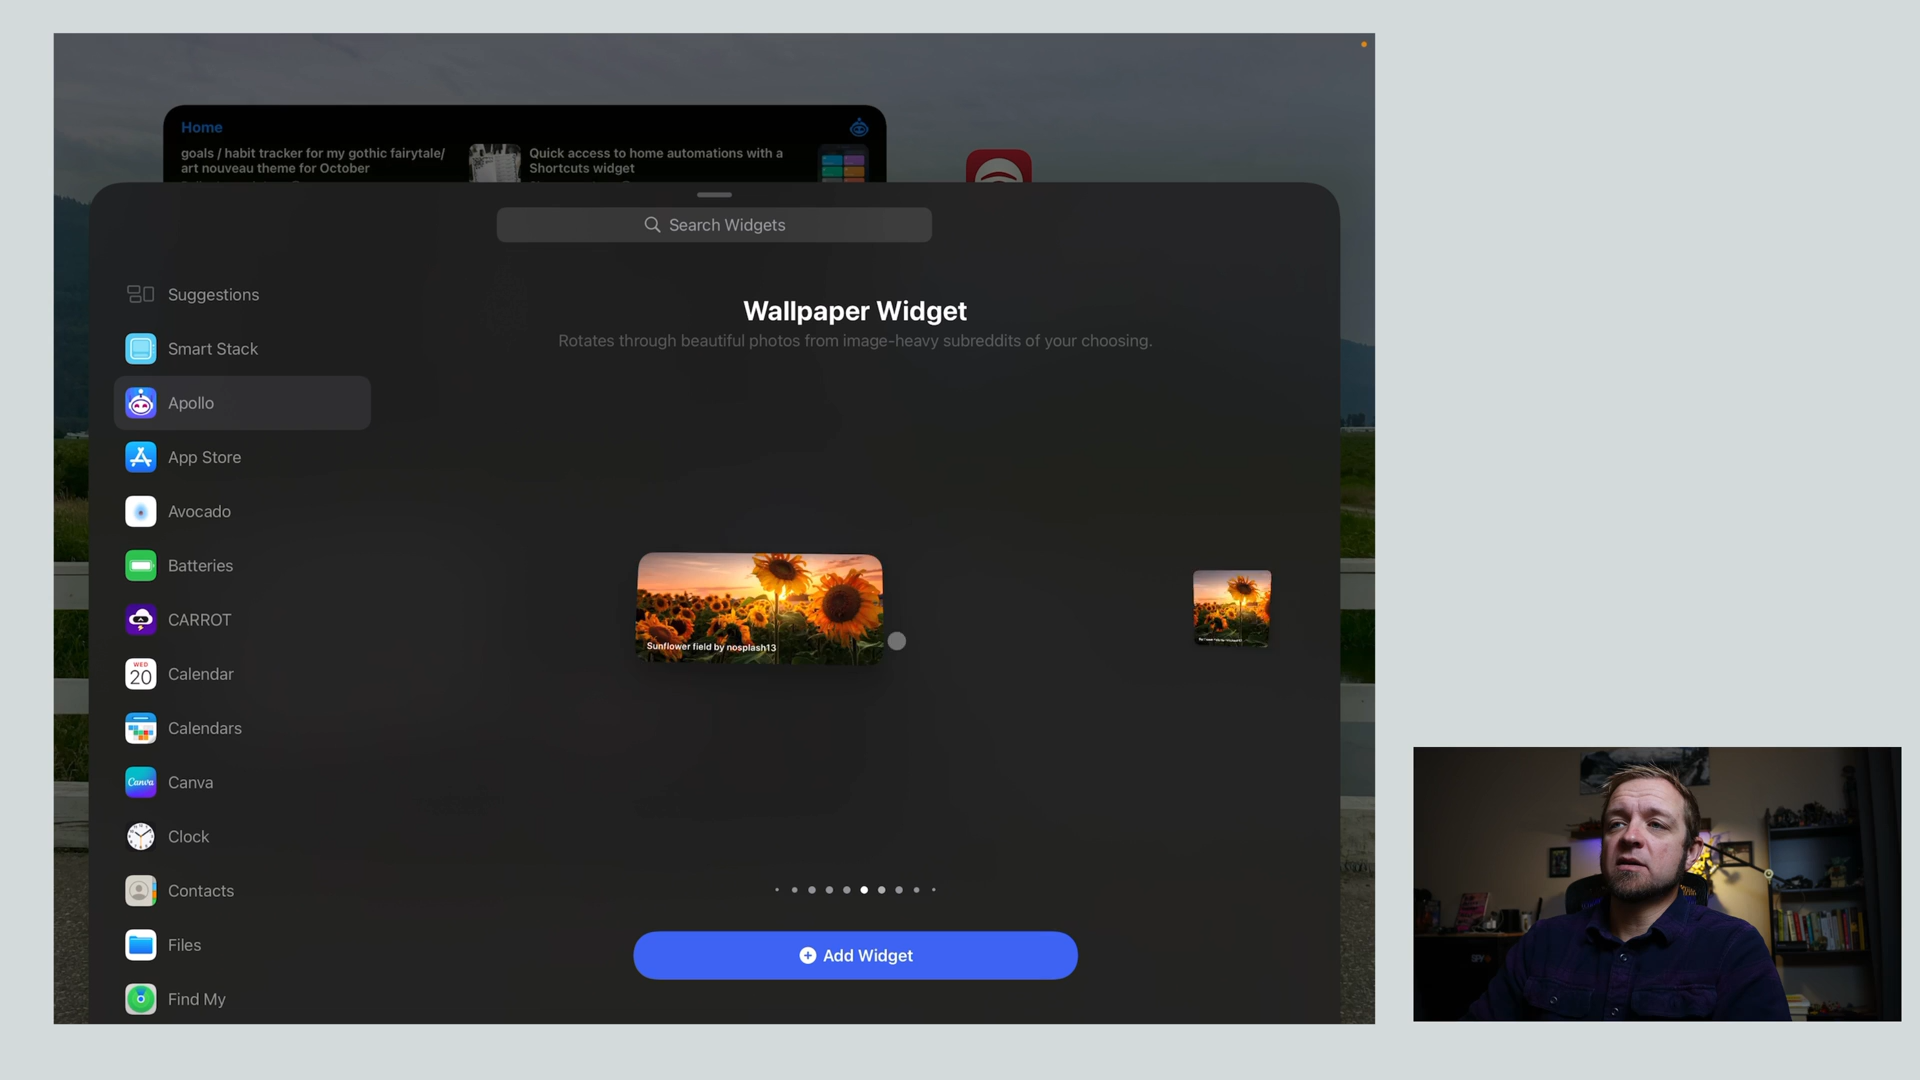 Home
goals / habit tracker for my gothic fairytale/
art nouveau theme for October
Quick access to home automations with a
Shortcuts widget
Search Widgets
Suggestions
Smart Stack
Apollo
App Store
Avocado
Batteries
CARROT
WED
20
Calendar
Calendars
Canva
Canva
Clock
Contacts
Files
Find My
Wallpaper Widget
Rotates through beautiful photos from image-heavy subreddits of your choosing.
Sunflower field by nosplash13
Add Widget